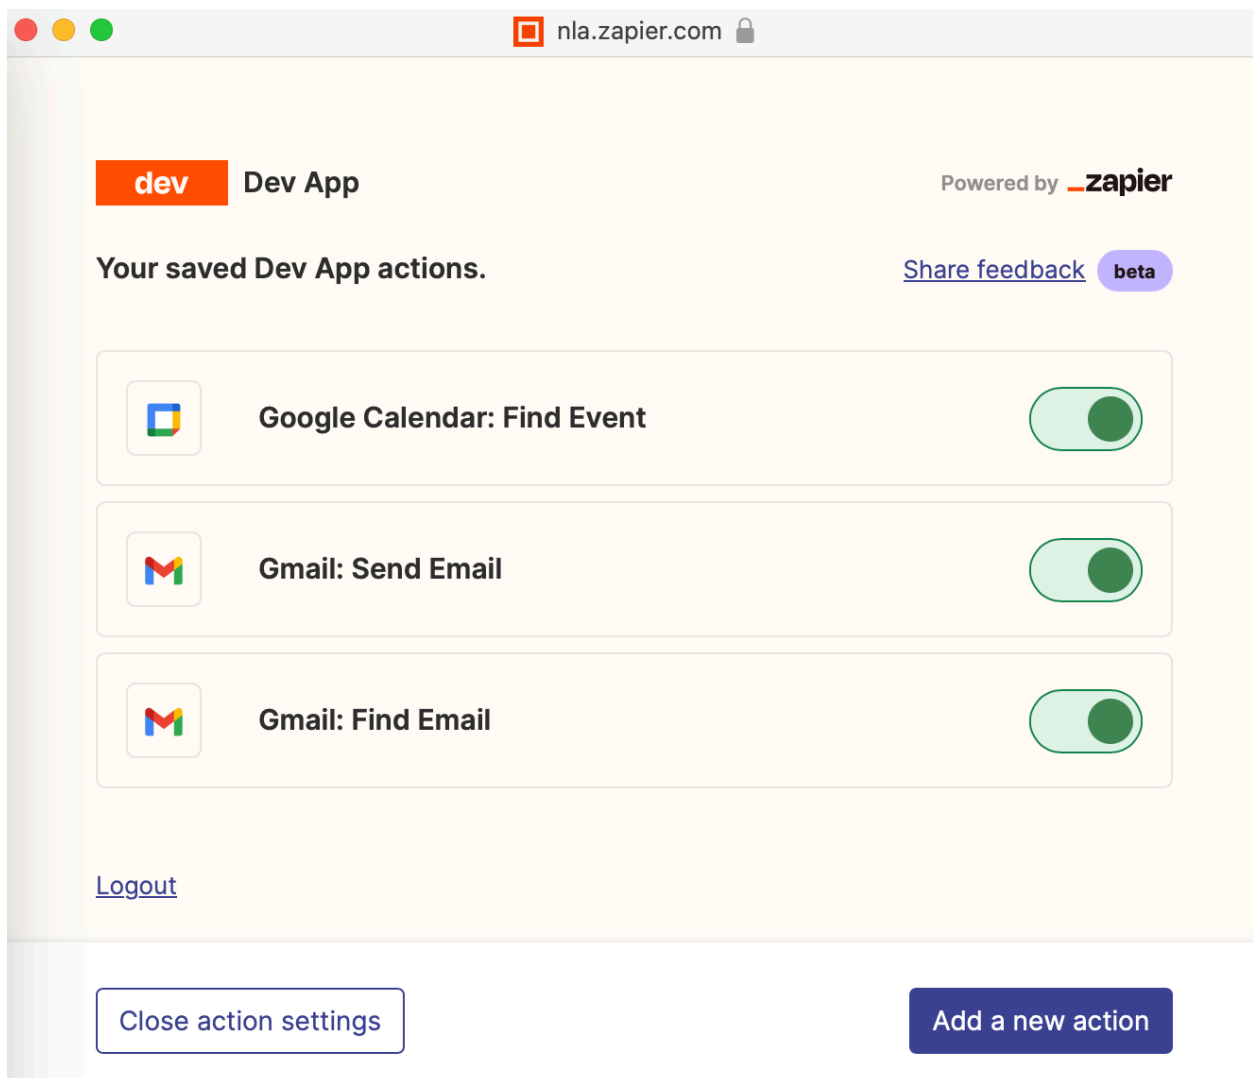 nla.zapier.com
dev Dev App
Powered by _zapier
Your saved Dev App actions.
Share feedback beta
Google Calendar: Find Event
Gmail: Send Email
Gmail: Find Email
Logout
Close action settings
Add a new action